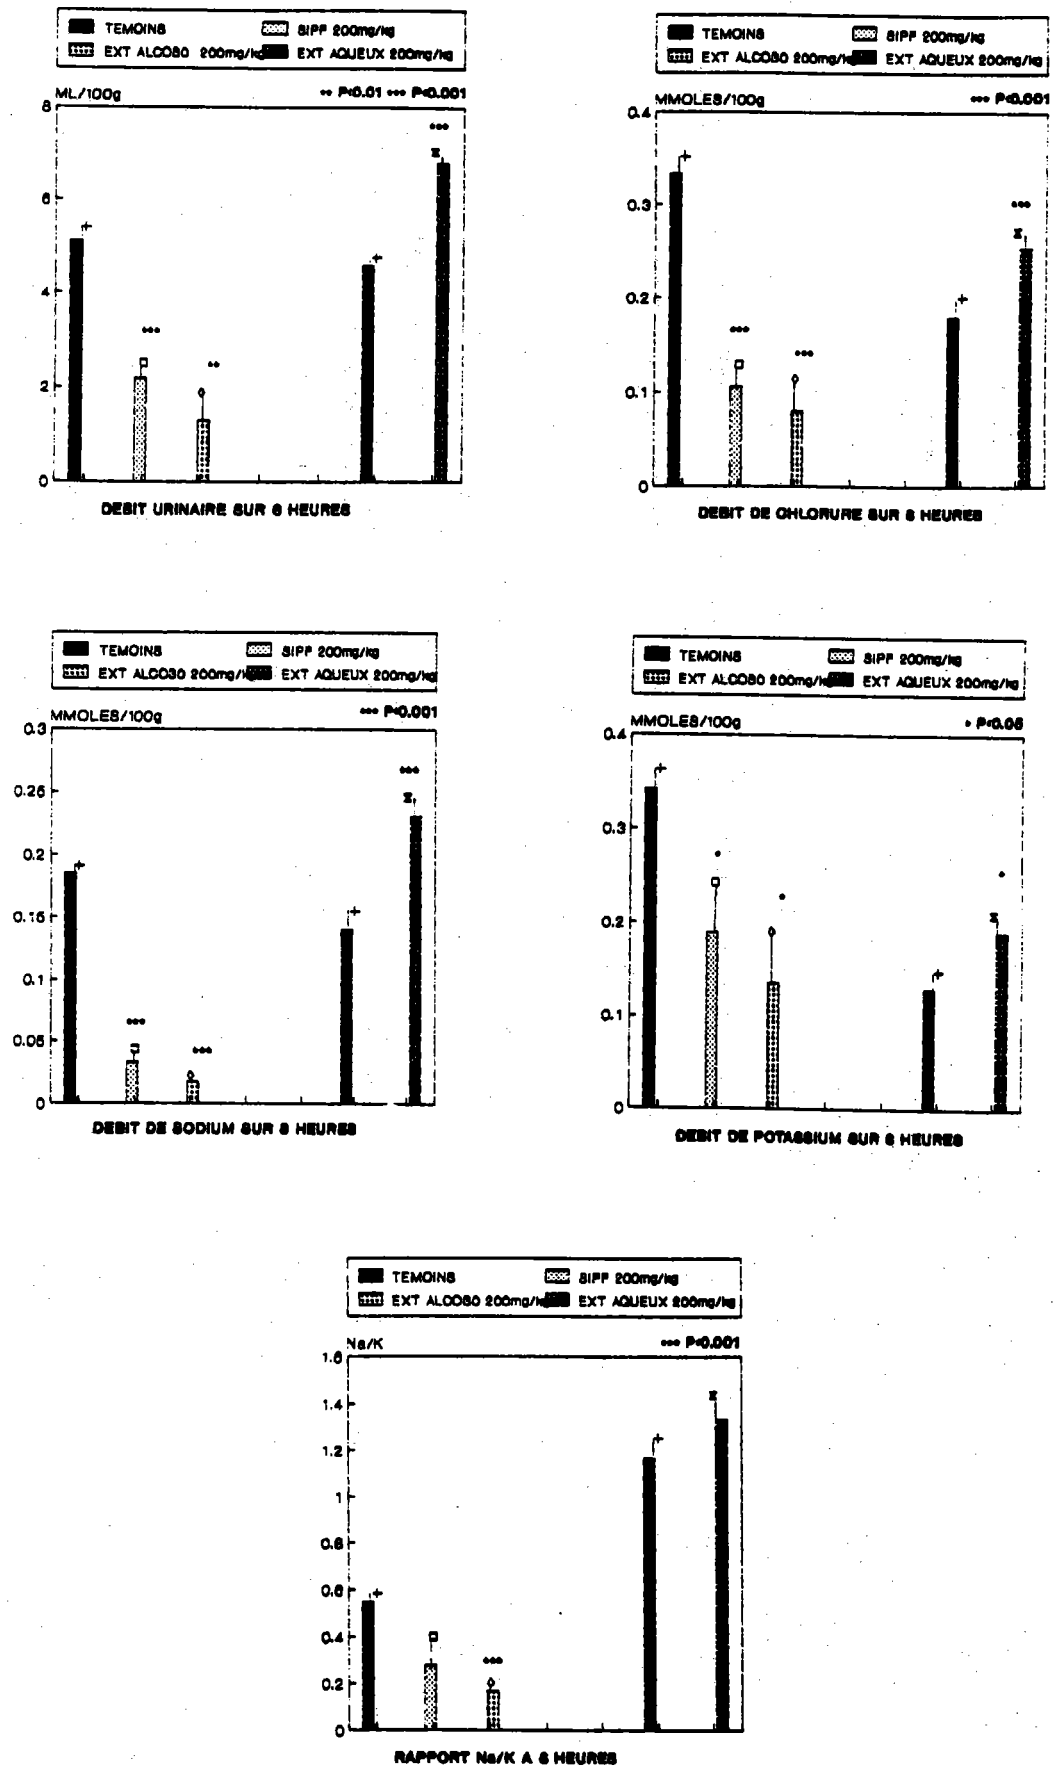 TEMOINS SIPF 200mg/kg
EXT ALCO80 200mg/kg EXT AQUEUX 200mg/kg
ML/100g ** P<0.01 *** P<0.001
8
6
4
2
0
DEBIT URINAIRE SUR 6 HEURES
TEMOINS SIPF 200mg/kg
EXT ALCO80 200mg/kg EXT AQUEUX 200mg/kg
MMOLES/100g *** P<0.001
0.4
0.3
0.2
0.1
0
DEBIT DE CHLORURE SUR 6 HEURES
TEMOINS SIPF 200mg/kg
EXT ALCO80 200mg/kg EXT AQUEUX 200mg/kg
MMOLES/100g *** P<0.001
0.3
0.25
0.2
0.15
0.1
0.05
0
DEBIT DE SODIUM SUR 6 HEURES
TEMOINS SIPF 200mg/kg
EXT ALCO80 200mg/kg EXT AQUEUX 200mg/kg
MMOLES/100g * P<0.05
0.4
0.3
0.2
0.1
0
DEBIT DE POTASSIUM SUR 6 HEURES
TEMOINS SIPF 200mg/kg
EXT ALCO80 200mg/kg EXT AQUEUX 200mg/kg
Na/K *** P<0.001
1.6
1.4
1.2
1
0.8
0.6
0.4
0.2
0
RAPPORT Na/K A 6 HEURES